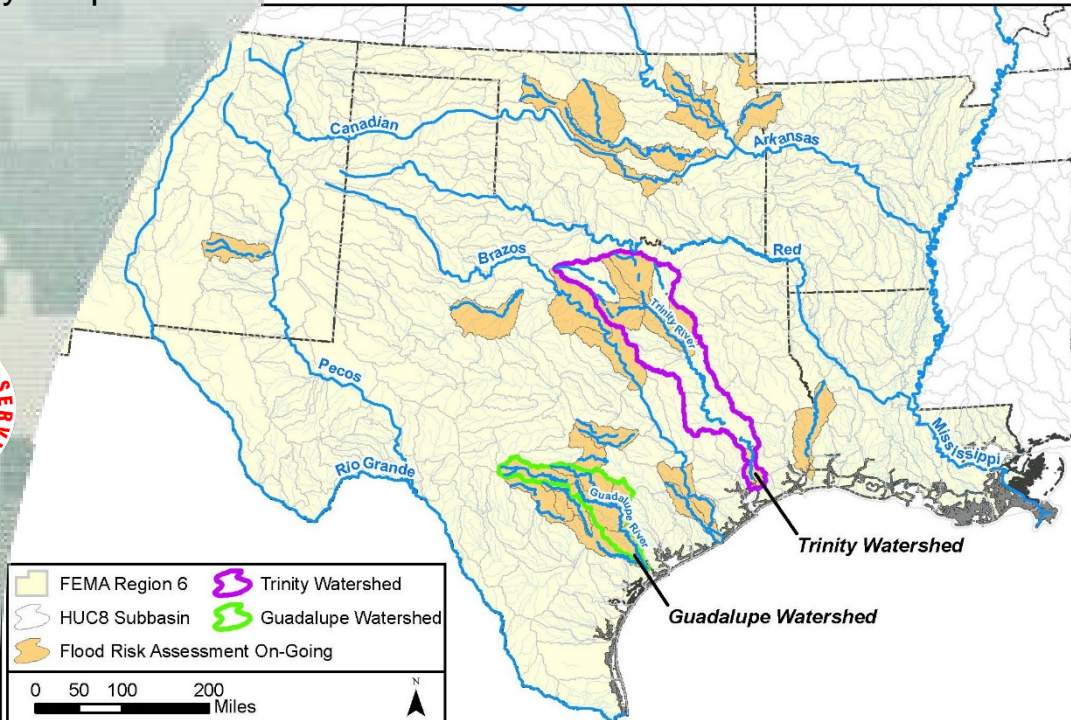 Canadian
Arkansas
Brazos
Red
Trinity River
Pecos
Mississippi
Rio Grande
Guadalupe River
Trinity Watershed
Guadalupe Watershed
SERV
FEMA Region 6
Trinity Watershed
HUC8 Subbasin
Guadalupe Watershed
Flood Risk Assessment On-Going
0 50 100 200
Miles
N